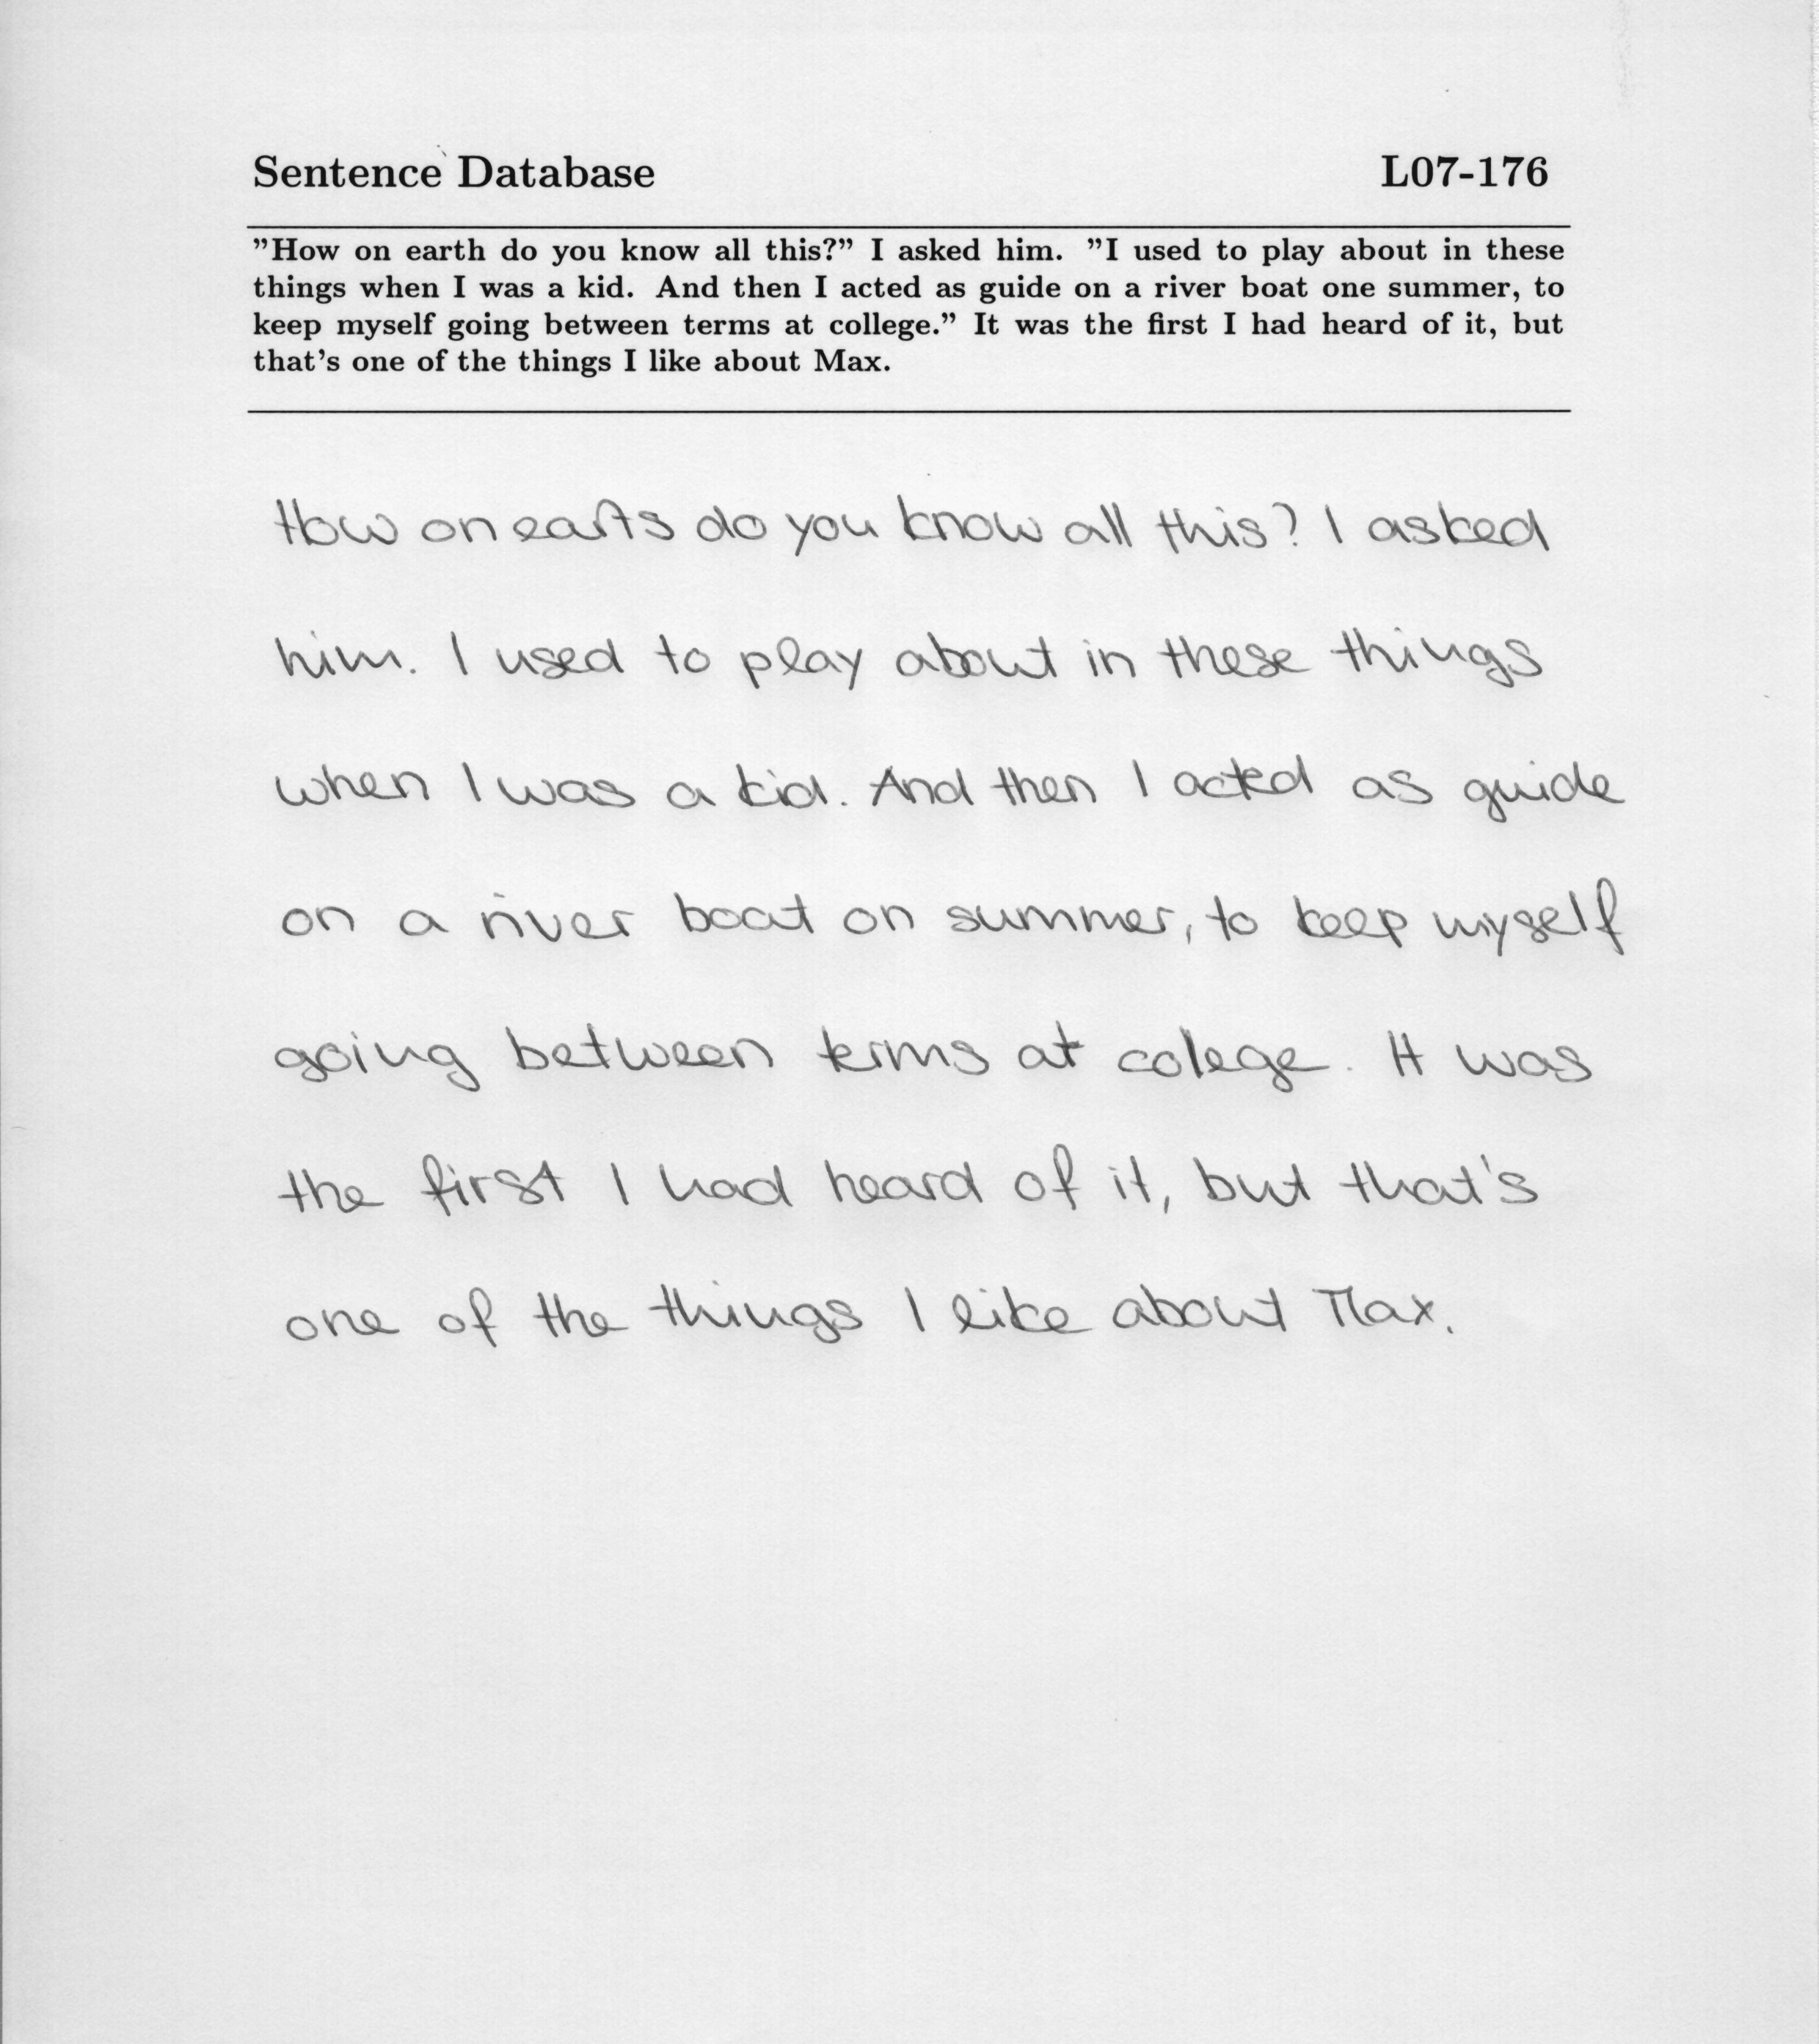 Sentence Database L07-176
”How on earth do you know all this?” I asked him. ”I used to play about in these
things when I was a kid. And then I acted as guide on a river boat one summer, to
keep myself going between terms at college.” It was the first I had heard of it, but
that's one of the things I like about Max.
How on earts do you know all this? I asked
him. I used to play about in these things
when I was a kid. And then I acted as guide
on a river boat on summer, to keep myself
going between terms at colege. It was
the first I had heard of it, but that's
one of the things I like about Max.